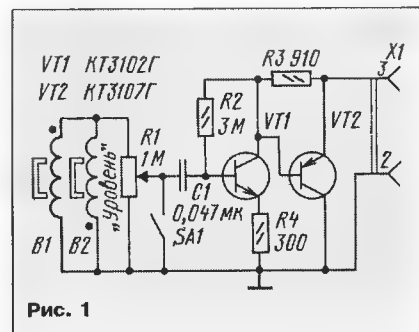 VT1 КТ3102Г
VT2 КТ3107Г
R3 910
X1
3
R2
3М
VT1
VT2
R1
1М
"Уровень"
C1
0,047 мк
SA1
R4
300
2
B1
B2
Рис. 1